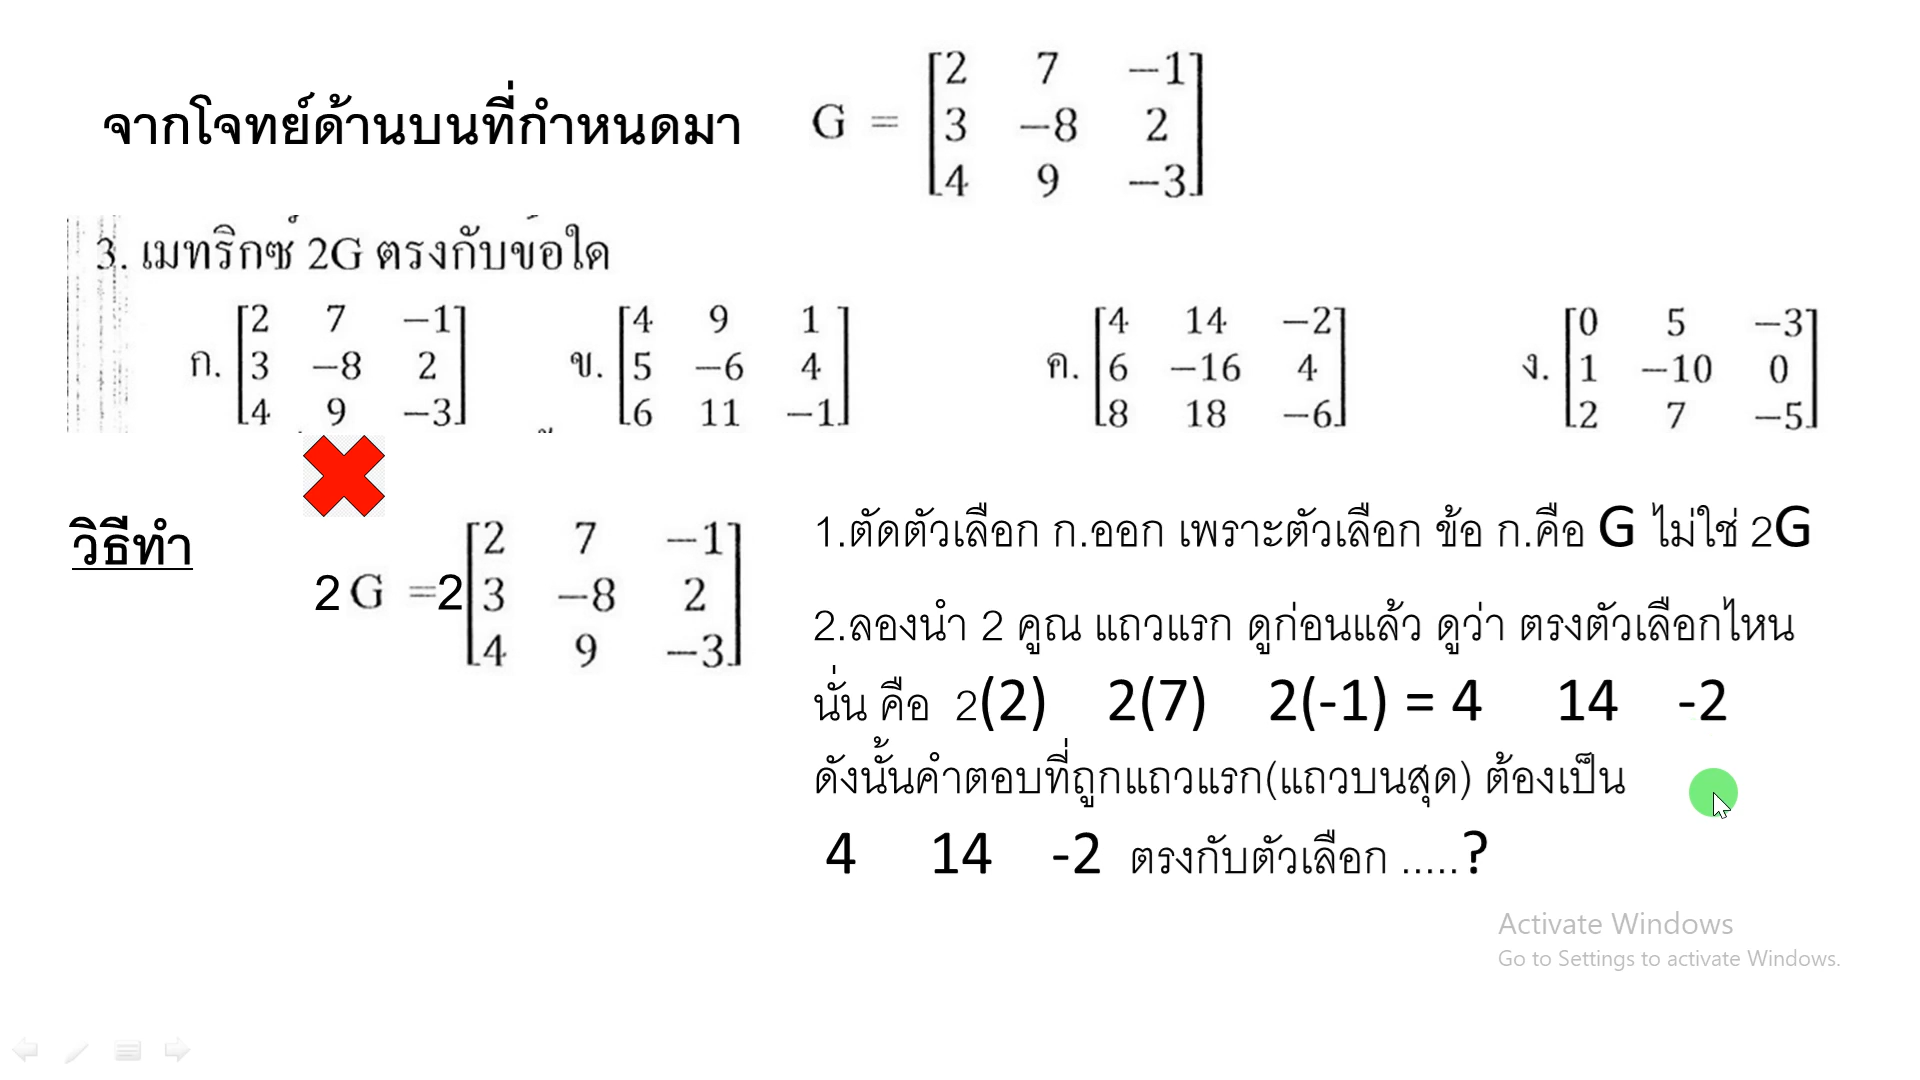 จากโจทย์ด้านบนที่กำหนดมา
G =
2 7 −1
3 −8 2
4 9 −3
3. เมทริกซ์ 2G ตรงกับข้อใด
ก.
2 7 −1
3 −8 2
4 9 −3
ข.
4 9 1
5 −6 4
6 11 −1
ค.
4 14 −2
6 −16 4
8 18 −6
ง.
0 5 −3
1 −10 0
2 7 −5
วิธีทำ
2 G =2
2 7 −1
3 −8 2
4 9 −3
1.ตัดตัวเลือก ก.ออก เพราะตัวเลือก ข้อ ก.คือ G ไม่ใช่ 2G
2.ลองนำ 2 คูณ แถวแรก ดูก่อนแล้ว ดูว่า ตรงตัวเลือกไหน
นั่น คือ 2(2) 2(7) 2(-1) = 4 14 -2
ดังนั้นคำตอบที่ถูกแถวแรก(แถวบนสุด) ต้องเป็น
4 14 -2 ตรงกับตัวเลือก .....?
Activate Windows
Go to Settings to activate Windows.